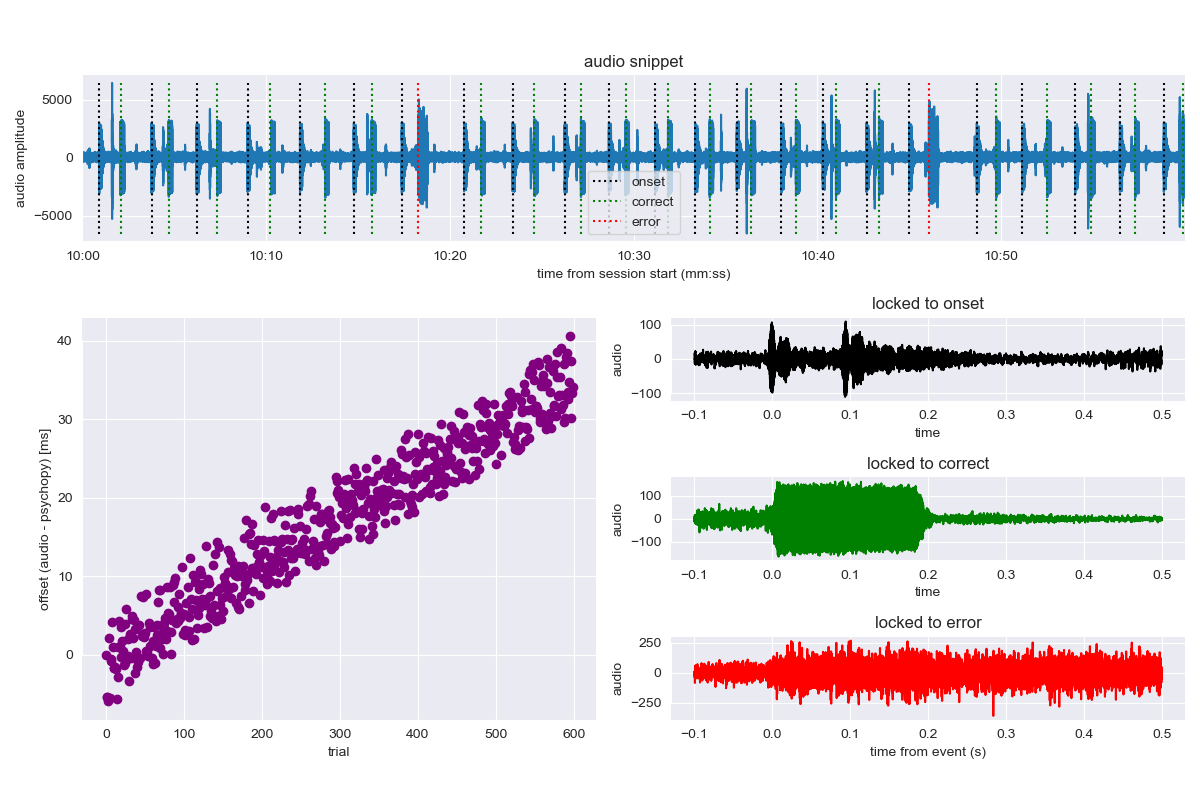 audio snippet
audio amplitude
5000
0
−5000
onset
correct
error
10:00 10:10 10:20 10:30 10:40 10:50
time from session start (mm:ss)
offset (audio - psychopy) [ms]
40
30
20
10
0
0 100 200 300 400 500 600
trial
locked to onset
audio
100
0
−100
−0.1 0.0 0.1 0.2 0.3 0.4 0.5
time
locked to correct
audio
100
0
−100
−0.1 0.0 0.1 0.2 0.3 0.4 0.5
time
locked to error
audio
250
0
−250
−0.1 0.0 0.1 0.2 0.3 0.4 0.5
time from event (s)